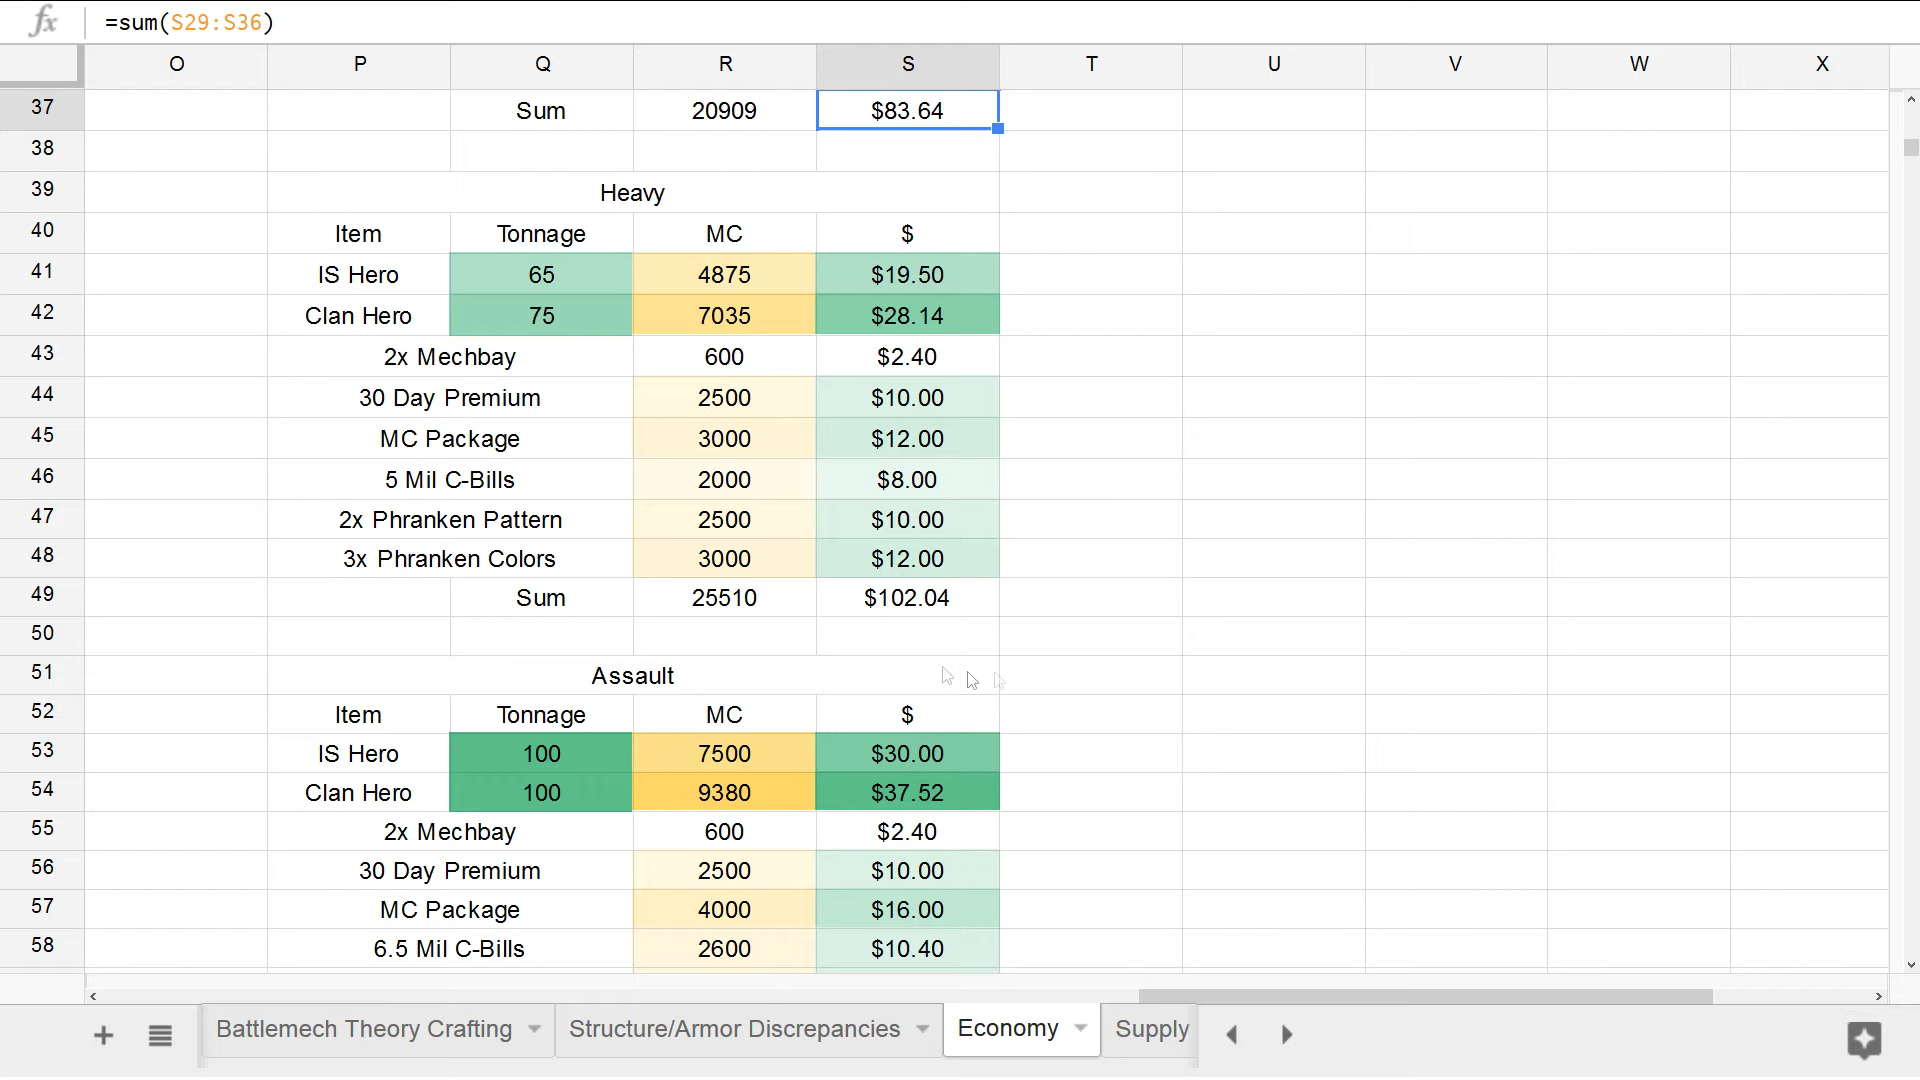 fx =sum(S29:S36)
O P Q R S T U V W X
37 Sum 20909 $83.64
38
39 Heavy
40 Item Tonnage MC $
41 IS Hero 65 4875 $19.50
42 Clan Hero 75 7035 $28.14
43 2x Mechbay 600 $2.40
44 30 Day Premium 2500 $10.00
45 MC Package 3000 $12.00
46 5 Mil C-Bills 2000 $8.00
47 2x Phranken Pattern 2500 $10.00
48 3x Phranken Colors 3000 $12.00
49 Sum 25510 $102.04
50
51 Assault
52 Item Tonnage MC $
53 IS Hero 100 7500 $30.00
54 Clan Hero 100 9380 $37.52
55 2x Mechbay 600 $2.40
56 30 Day Premium 2500 $10.00
57 MC Package 4000 $16.00
58 6.5 Mil C-Bills 2600 $10.40
Battlemech Theory Crafting Structure/Armor Discrepancies Economy Supply